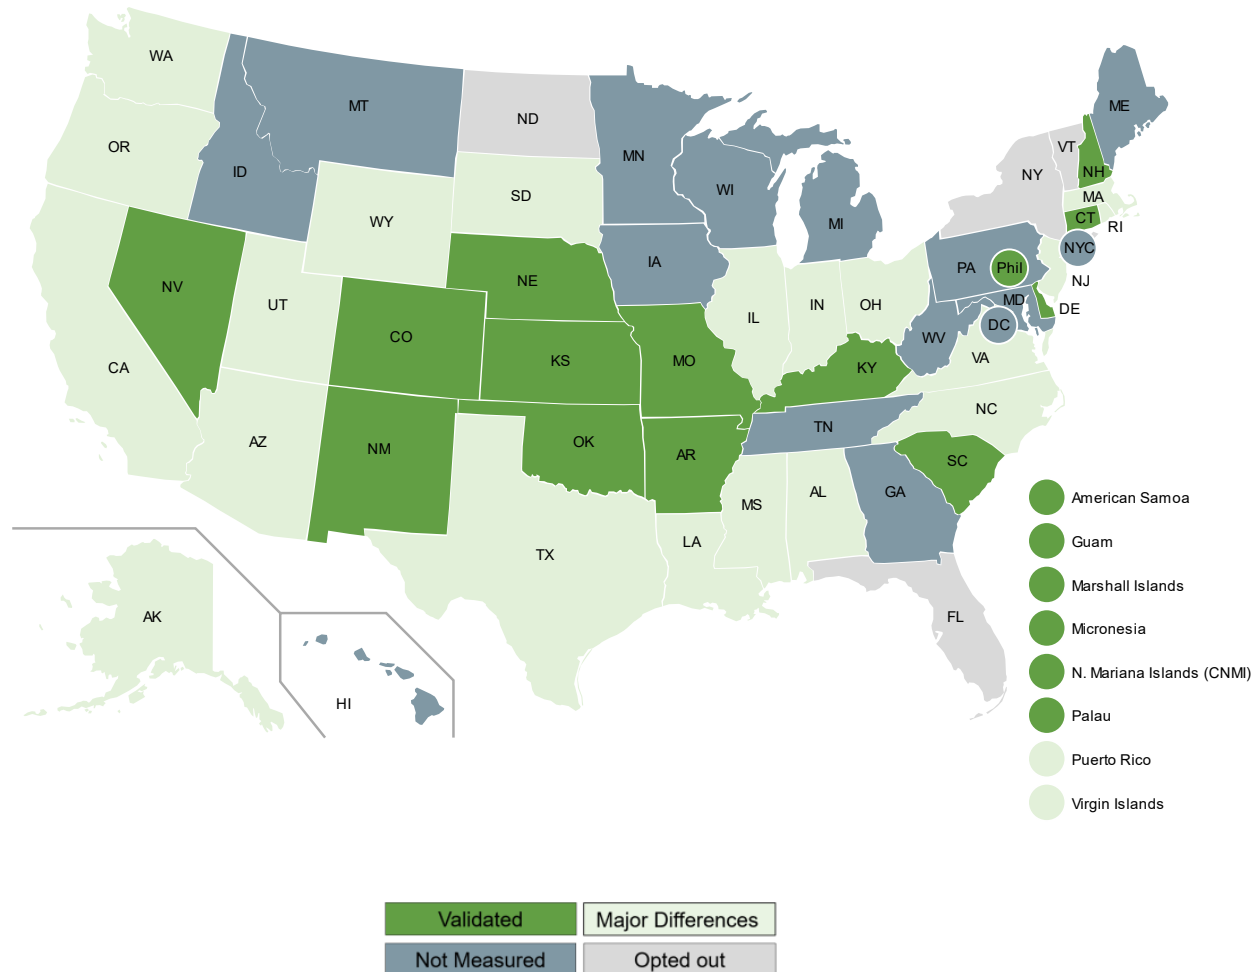 WA
MT
ND
ME
OR
ID
MN
VT
NH
NY
WI
SD
MA
WY
MI
CT
RI
NYC
IA
PA
Phil
NV
NE
NJ
UT
IN
OH
MD
DE
IL
DC
CO
WV
VA
CA
KS
MO
KY
NC
TN
AZ
NM
OK
AR
SC
MS
AL
GA
American Samoa
Guam
LA
TX
Marshall Islands
AK
FL
Micronesia
N. Mariana Islands (CNMI)
HI
Palau
Puerto Rico
Virgin Islands
Validated
Major Differences
Not Measured
Opted out